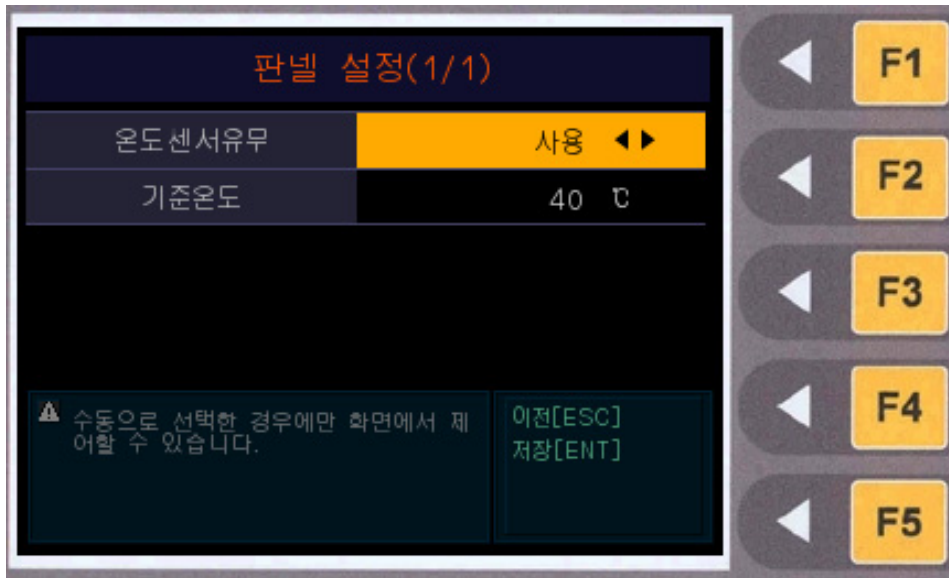 판넬 설정(1/1)
온도센서유무 사용 ◀▶
기준온도 40 ℃
수동으로 선택한 경우에만 화면에서 제
어할 수 있습니다.
이전[ESC]
저장[ENT]
F1
F2
F3
F4
F5